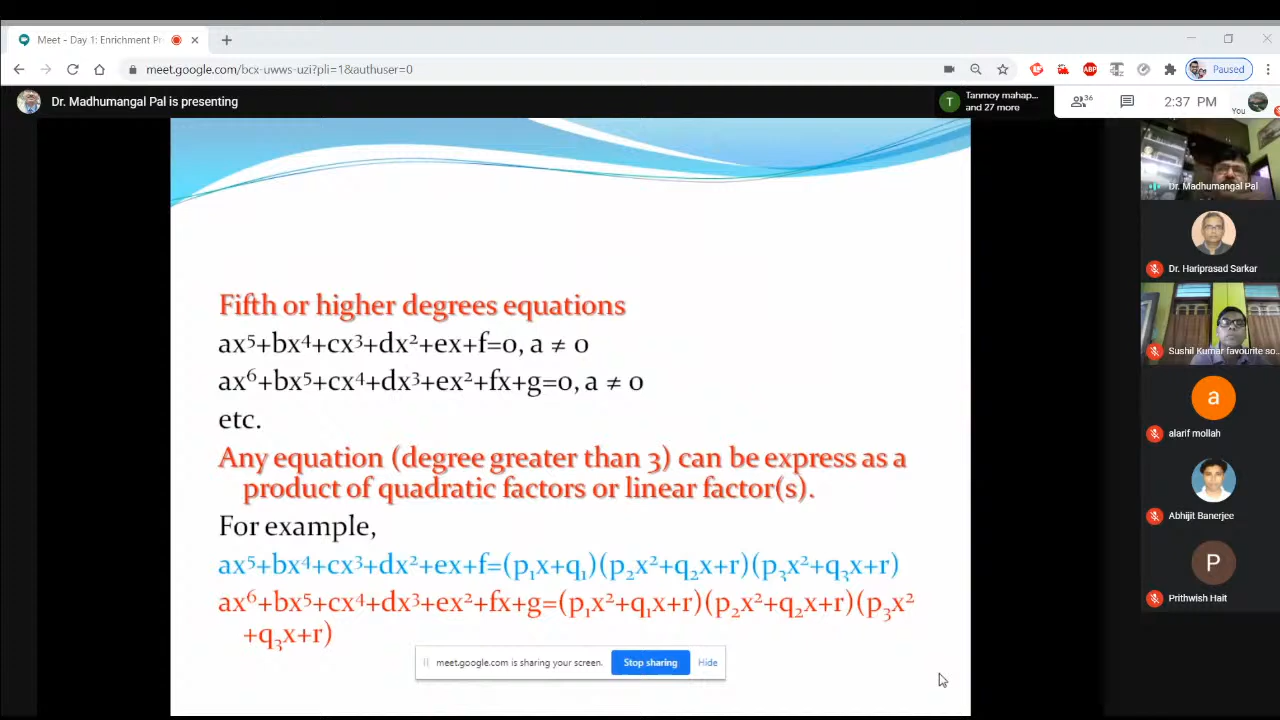 Meet - Day 1: Enrichment Pr
meet.google.com/bcx-uwws-uzi?pli=1&authuser=0
ABP
Paused
Dr. Madhumangal Pal is presenting
T
Tanmoy mahap...
and 27 more
36
2:37 PM
You
Dr. Madhumangal Pal
Dr. Hariprasad Sarkar
Sushil Kumar favourite so...
a
alarif mollah
Abhijit Banerjee
P
Prithwish Hait
Fifth or higher degrees equations
ax⁵+bx⁴+cx³+dx²+ex+f=0, a ≠ 0
ax⁶+bx⁵+cx⁴+dx³+ex²+fx+g=0, a ≠ 0
etc.
Any equation (degree greater than 3) can be express as a
product of quadratic factors or linear factor(s).
For example,
ax⁵+bx⁴+cx³+dx²+ex+f=(p₁x+q₁)(p₂x²+q₂x+r)(p₃x²+q₃x+r)
ax⁶+bx⁵+cx⁴+dx³+ex²+fx+g=(p₁x²+q₁x+r)(p₂x²+q₂x+r)(p₃x²
+q₃x+r)
meet.google.com is sharing your screen.
Stop sharing
Hide